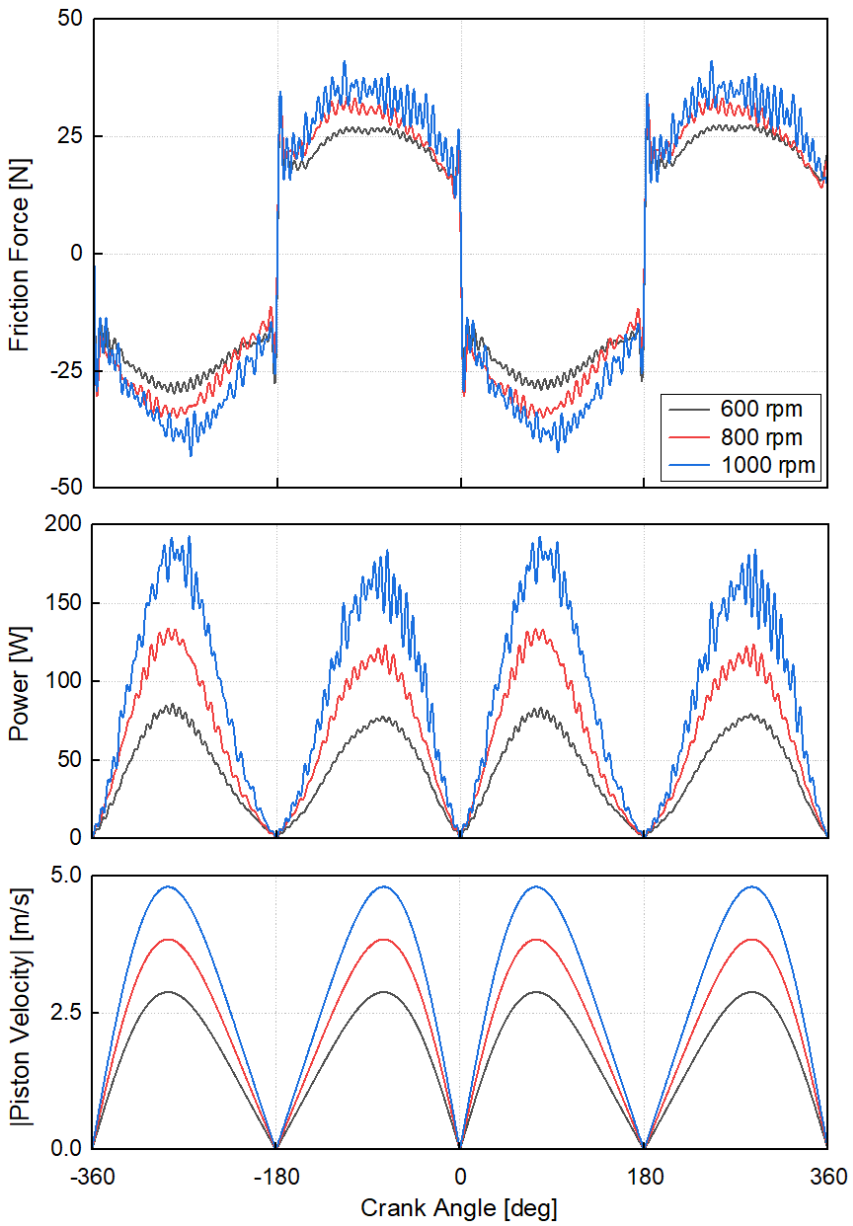 50
25
0
-25
-50
Friction Force [N]
600 rpm
800 rpm
1000 rpm
200
150
100
50
0
Power [W]
5.0
2.5
0.0
|Piston Velocity| [m/s]
-360 -180 0 180 360
Crank Angle [deg]